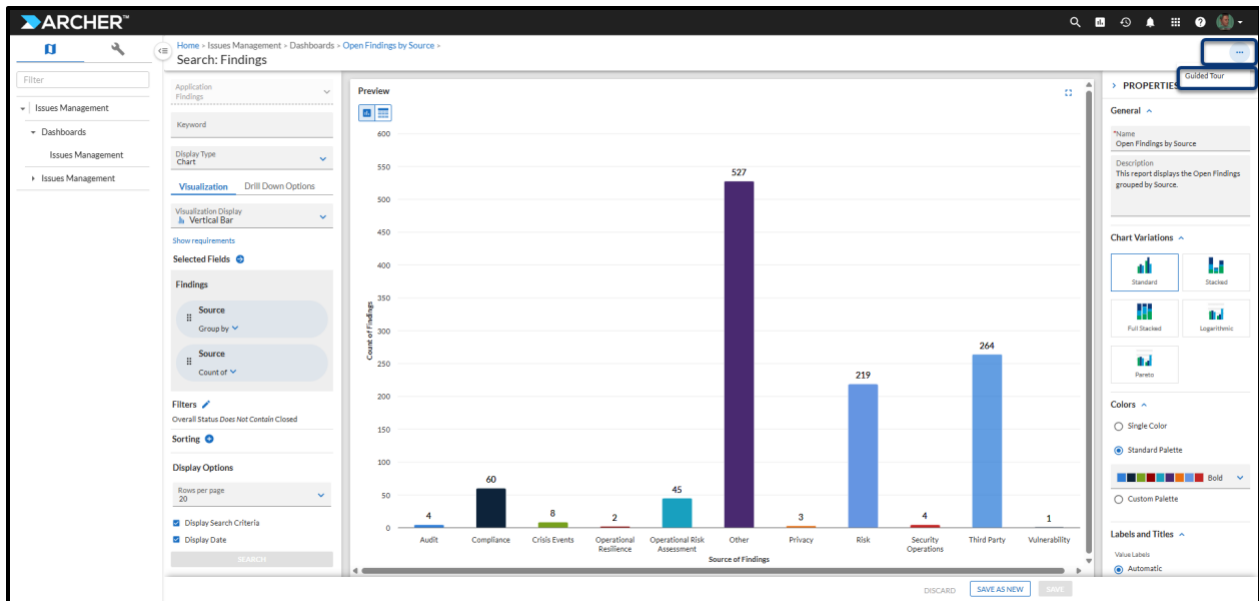 ARCHER™
Filter
Issues Management
Dashboards
Issues Management
Issues Management
Home > Issues Management > Dashboards > Open Findings by Source >
Search: Findings
Application
Findings
Keyword
Display Type
Chart
Visualization Drill Down Options
Visualization Display
Vertical Bar
Show requirements
Selected Fields
Findings
Source
Group by
Source
Count of
Filters
Overall Status Does Not Contain Closed
Sorting
Display Options
Rows per page
20
Display Search Criteria
Display Date
SEARCH
Preview
600
550
500
450
400
350
300
250
200
150
100
50
0
Count of Findings
4
60
8
2
45
527
3
219
4
264
1
Audit
Compliance
Crisis Events
Operational
Resilience
Operational Risk
Assessment
Other
Privacy
Risk
Security
Operations
Third Party
Vulnerability
Source of Findings
Guided Tour
PROPERTIES
General
*Name
Open Findings by Source
Description
This report displays the Open Findings
grouped by Source.
Chart Variations
Standard
Stacked
Full Stacked
Logarithmic
Pareto
Colors
Single Color
Standard Palette
Bold
Custom Palette
Labels and Titles
Value Labels
Automatic
DISCARD SAVE AS NEW SAVE